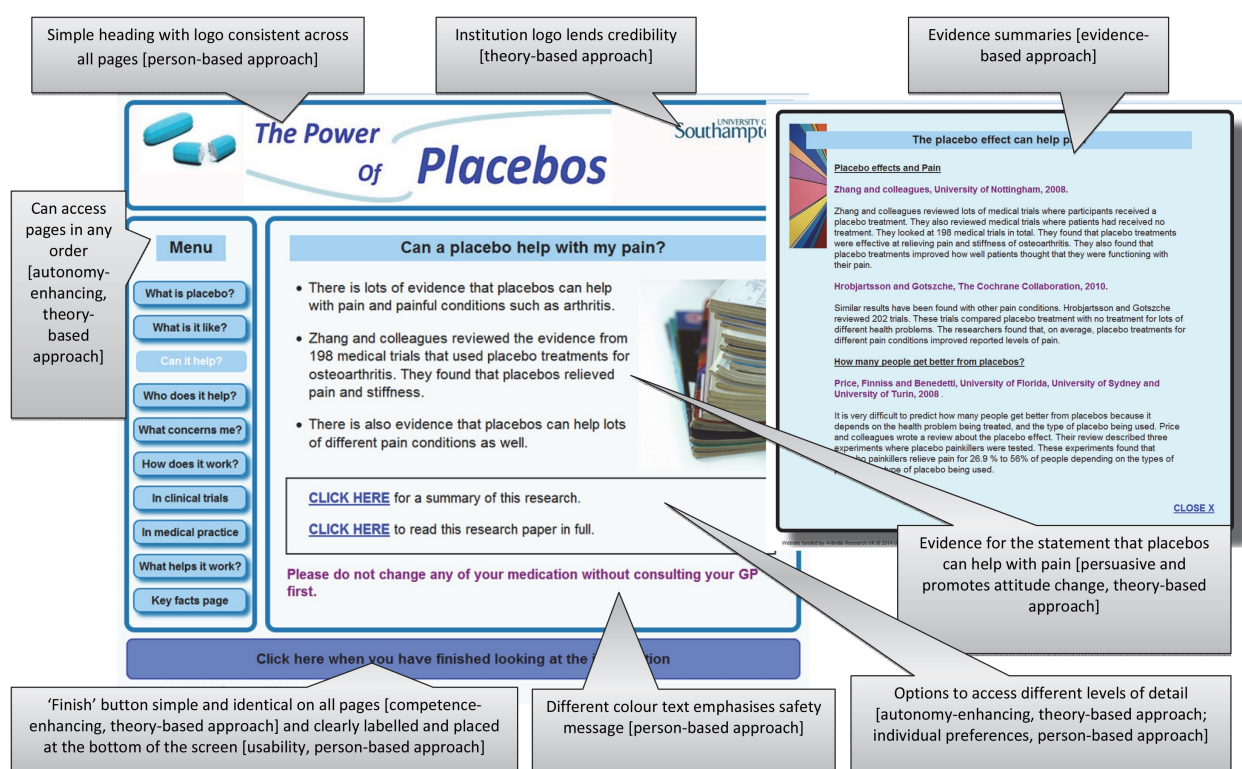 Simple heading with logo consistent across
all pages [person-based approach]
Institution logo lends credibility
[theory-based approach]
Evidence summaries [evidence-
based approach]
The Power
Of Placebos
UNIVERSITY
Southampt
Can access
pages in any
order
[autonomy-
enhancing,
theory-
based
approach]
Menu
What is placebo?
What is it like?
Can it help?
Who does it help?
What concerns me?
How does it work?
In clinical trials
In medical practice
What helps it work?
Key facts page
Can a placebo help with my pain?
• There is lots of evidence that placebos can help
with pain and painful conditions such as arthritis.
• Zhang and colleagues reviewed the evidence from
198 medical trials that used placebo treatments for
osteoarthritis. They found that placebos relieved
pain and stiffness.
• There is also evidence that placebos can help lots
of different pain conditions as well.
CLICK HERE for a summary of this research.
CLICK HERE to read this research paper in full.
Please do not change any of your medication without consulting your GP
first.
Click here when you have finished looking at the
The placebo effect can help
Placebo effects and Pain
Zhang and colleagues, University of Nottingham, 2008.
Zhang and colleagues reviewed lots of medical trials where participants received a
placebo treatment. They also reviewed medical trials where patients had received no
treatment. They looked at 198 medical trials in total. They found that placebo treatments
were effective at relieving pain and stiffness of osteoarthritis. They also found that
placebo treatments improved how well patients thought that they were functioning with
their pain.
Hrobjartsson and Gotszche, The Cochrane Collaboration, 2010.
Similar results have been found with other pain conditions. Hrobjartsson and Gotzsche
reviewed 202 trials. These trials compared placebo treatment with no treatment for lots of
different health problems. The researchers found that, on average, placebo treatments for
different pain conditions improved reported levels of pain.
How many people get better from placebos?
Price, Finniss and Benedetti, University of Florida, University of Sydney and
University of Turin, 2008 .
It is very difficult to predict how many people get better from placebos because it
depends on the health problem being treated, and the type of placebo being used. Price
and colleagues wrote a review about the placebo effect. Their review described three
experiments where placebo painkillers were tested. These experiments found that
painkillers relieve pain for 26.9 % to 56% of people depending on the types of
type of placebo being used.
CLOSE X
Website funded by Arthritis Research UK © 2014
Evidence for the statement that placebos
can help with pain [persuasive and
promotes attitude change, theory-based
approach]
'Finish' button simple and identical on all pages [competence-
enhancing, theory-based approach] and clearly labelled and placed
at the bottom of the screen [usability, person-based approach]
Different colour text emphasises safety
message [person-based approach]
Options to access different levels of detail
[autonomy-enhancing, theory-based approach;
individual preferences, person-based approach]